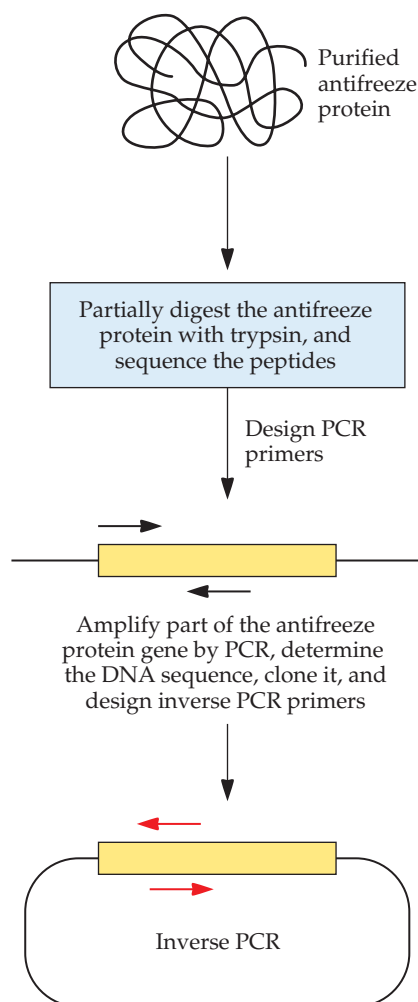 Purified
antifreeze
protein
Partially digest the antifreeze
protein with trypsin, and
sequence the peptides
Design PCR
primers
Amplify part of the antifreeze
protein gene by PCR, determine
the DNA sequence, clone it, and
design inverse PCR primers
Inverse PCR